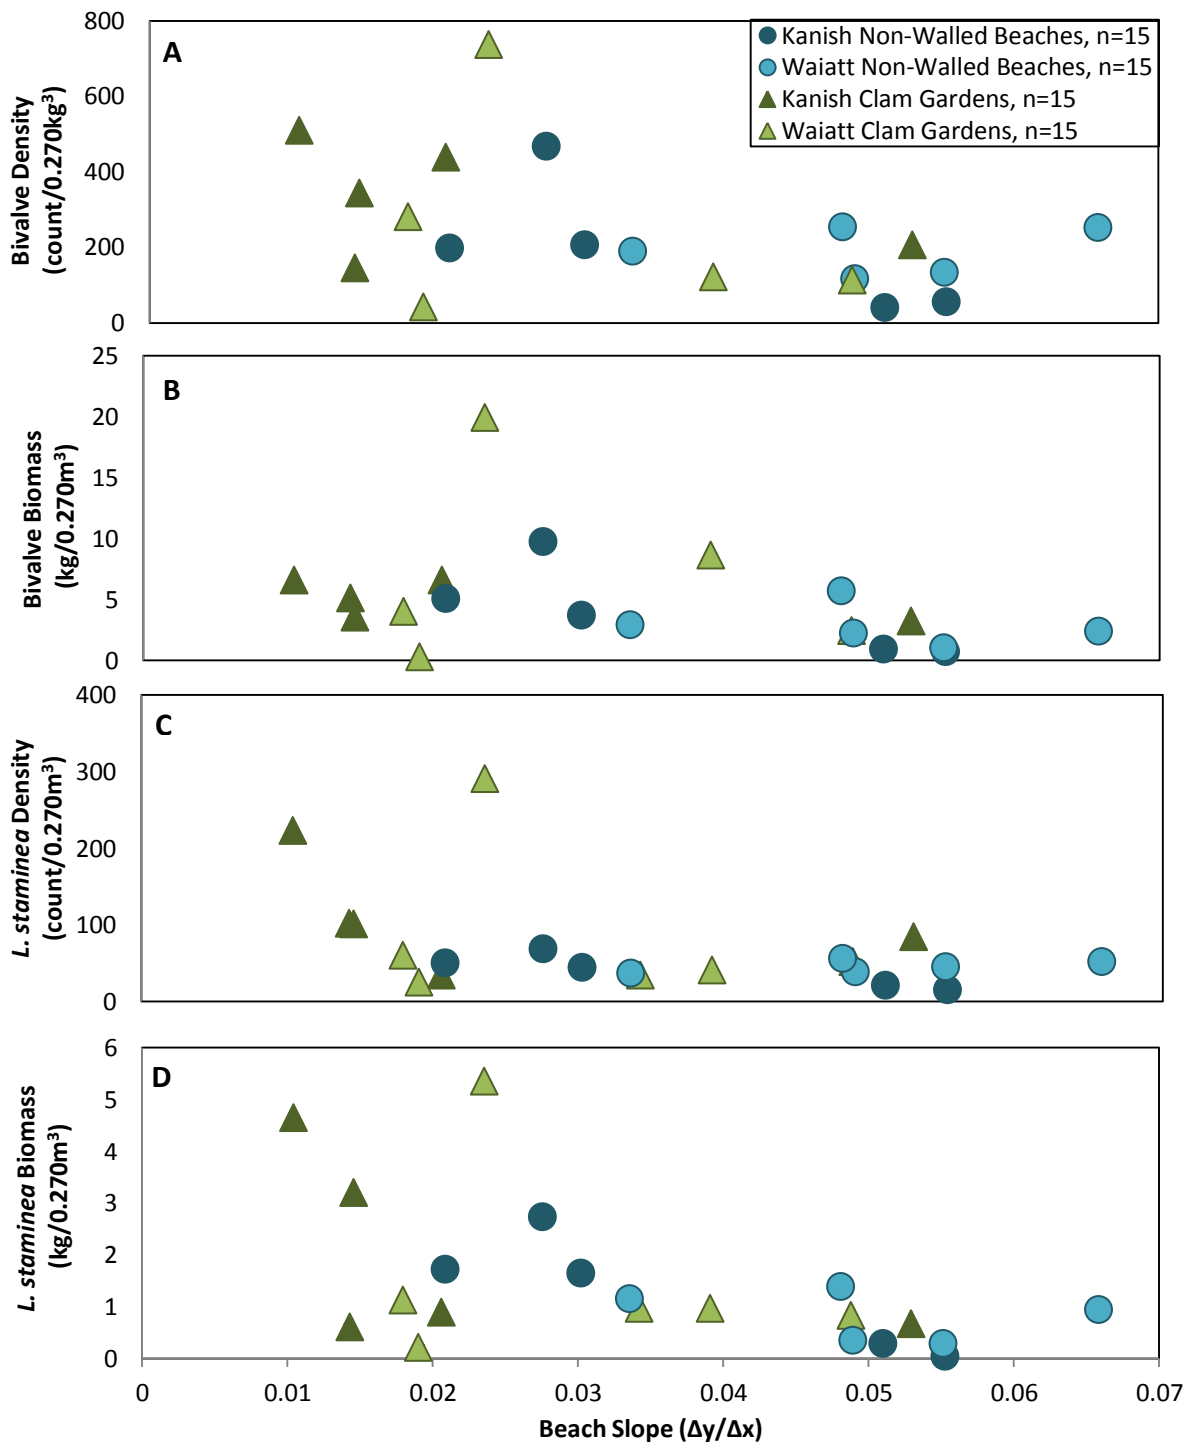 A
Kanish Non-Walled Beaches, n=15
Waiatt Non-Walled Beaches, n=15
Kanish Clam Gardens, n=15
Waiatt Clam Gardens, n=15
Bivalve Density
(count/0.270kg³)
800
600
400
200
0
B
Bivalve Biomass
(kg/0.270m³)
25
20
15
10
5
0
C
L. staminea Density
(count/0.270m³)
400
300
200
100
0
D
L. staminea Biomass
(kg/0.270m³)
6
5
4
3
2
1
0
0 0.01 0.02 0.03 0.04 0.05 0.06 0.07
Beach Slope (Δy/Δx)